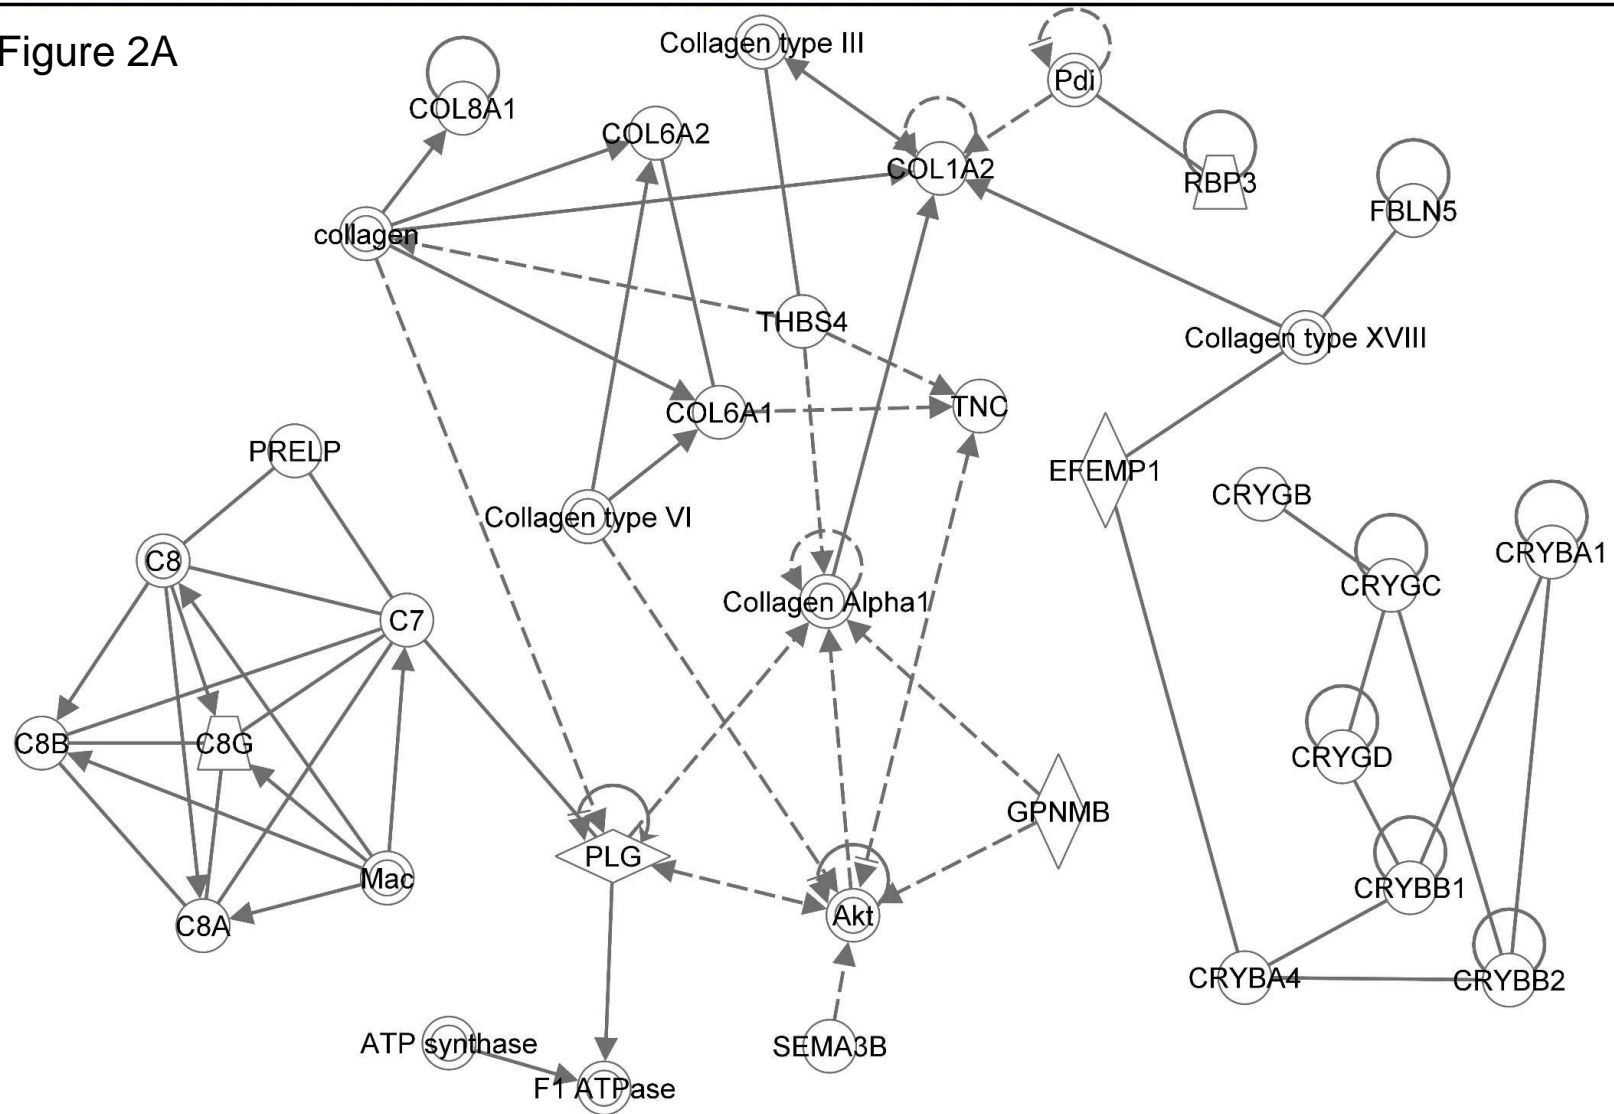 Figure 2A
Collagen type III
Pdi
COL8A1
COL6A2
COL1A2
RBP3
FBLN5
collagen
THBS4
Collagen type XVIII
COL6A1
TNC
PRELP
EFEMP1
CRYGB
Collagen type VI
CRYBA1
C8
CRYGC
Collagen Alpha1
C7
C8B
C8G
CRYGD
GPNMB
PLG
Mac
CRYBB1
Akt
C8A
CRYBA4
CRYBB2
ATP synthase
SEMA3B
F1 ATPase